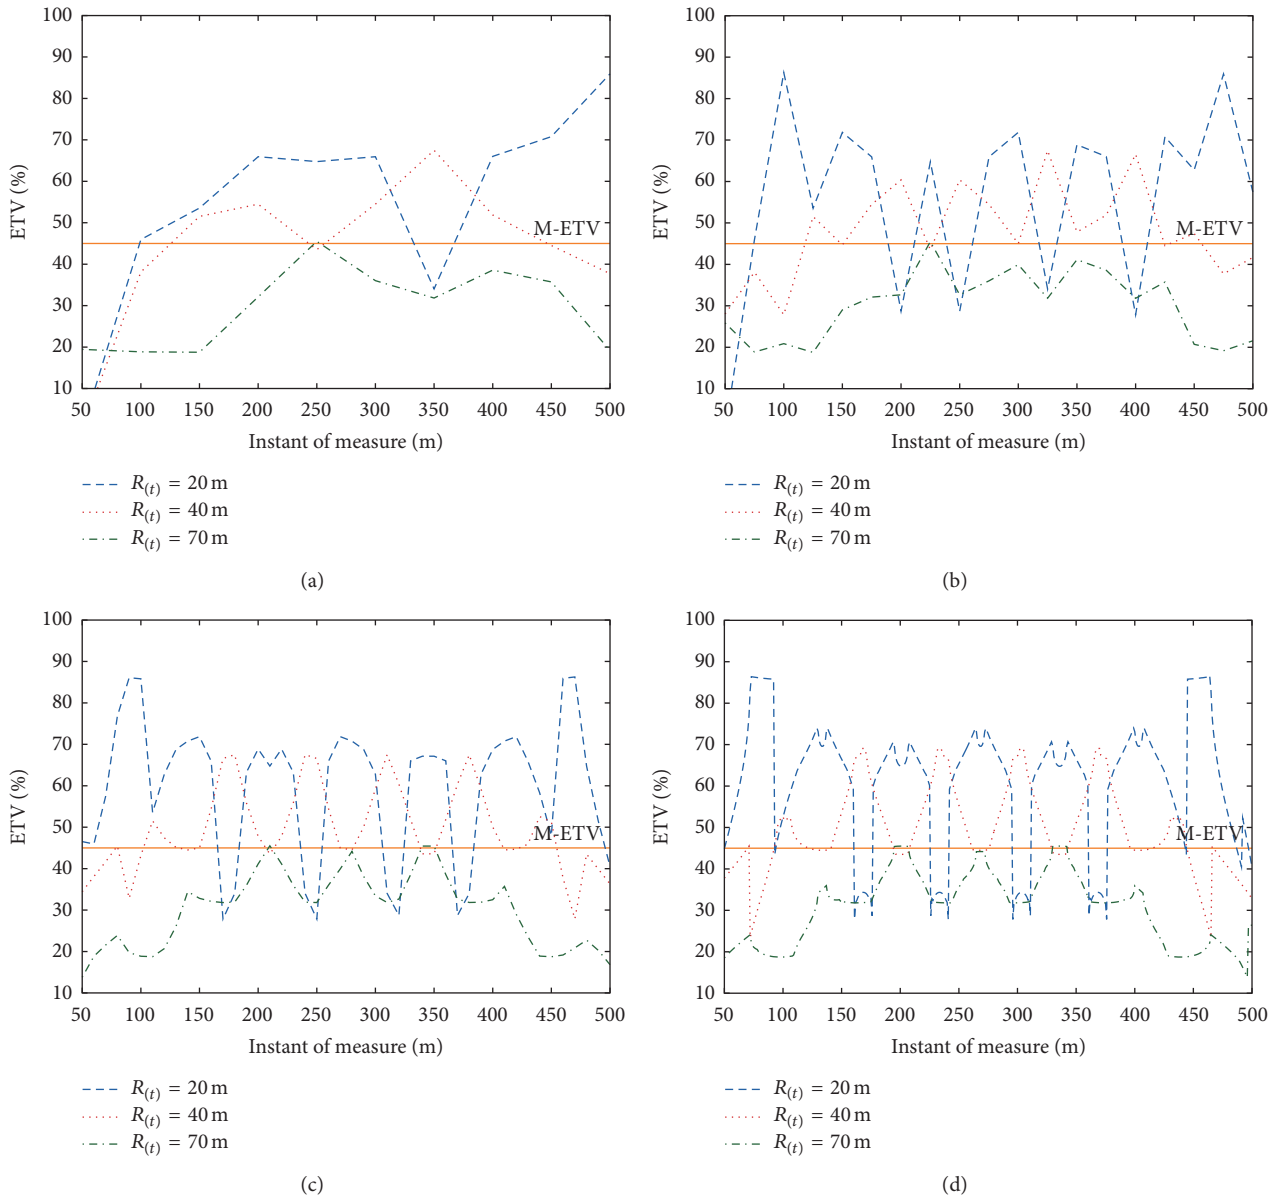 100
90
80
70
60
50
40
30
20
10
ETV (%)
M-ETV
50 100 150 200 250 300 350 400 450 500
Instant of measure (m)
R(t) = 20 m
R(t) = 40 m
R(t) = 70 m
(a)
100
90
80
70
60
50
40
30
20
10
ETV (%)
M-ETV
50 100 150 200 250 300 350 400 450 500
Instant of measure (m)
R(t) = 20 m
R(t) = 40 m
R(t) = 70 m
(b)
100
90
80
70
60
50
40
30
20
10
ETV (%)
M-ETV
50 100 150 200 250 300 350 400 450 500
Instant of measure (m)
R(t) = 20 m
R(t) = 40 m
R(t) = 70 m
(c)
100
90
80
70
60
50
40
30
20
10
ETV (%)
M-ETV
50 100 150 200 250 300 350 400 450 500
Instant of measure (m)
R(t) = 20 m
R(t) = 40 m
R(t) = 70 m
(d)